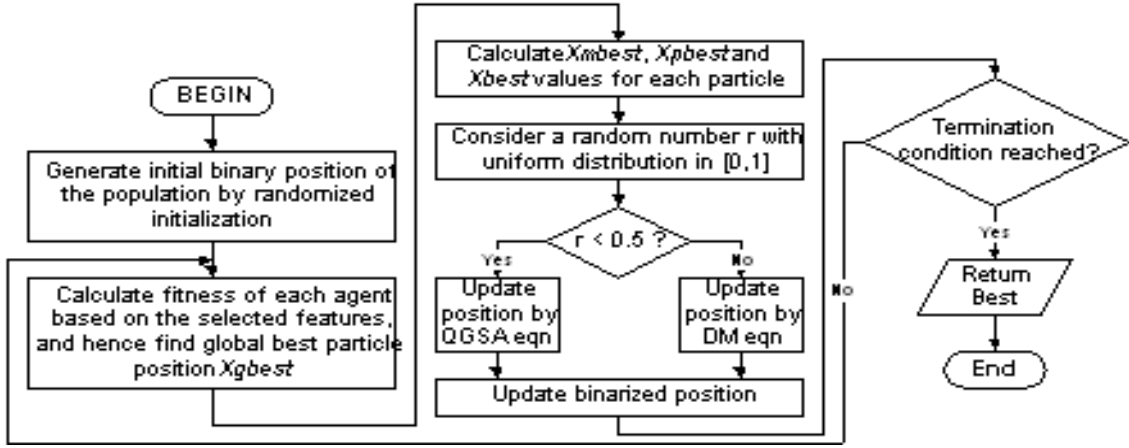 BEGIN
Generate initial binary position of
the population by randomized
initialization
Calculate fitness of each agent
based on the selected features,
and hence find global best particle
position Xgbest
Calculate Xmbest, Xpbest and
Xbest values for each particle
Consider a random number r with
uniform distribution in [0,1]
r < 0.5 ?
Yes
No
Update
position by
QGSA eqn
Update
position by
DM eqn
Update binarized position
Termination
condition reached?
Yes
No
Return
Best
End